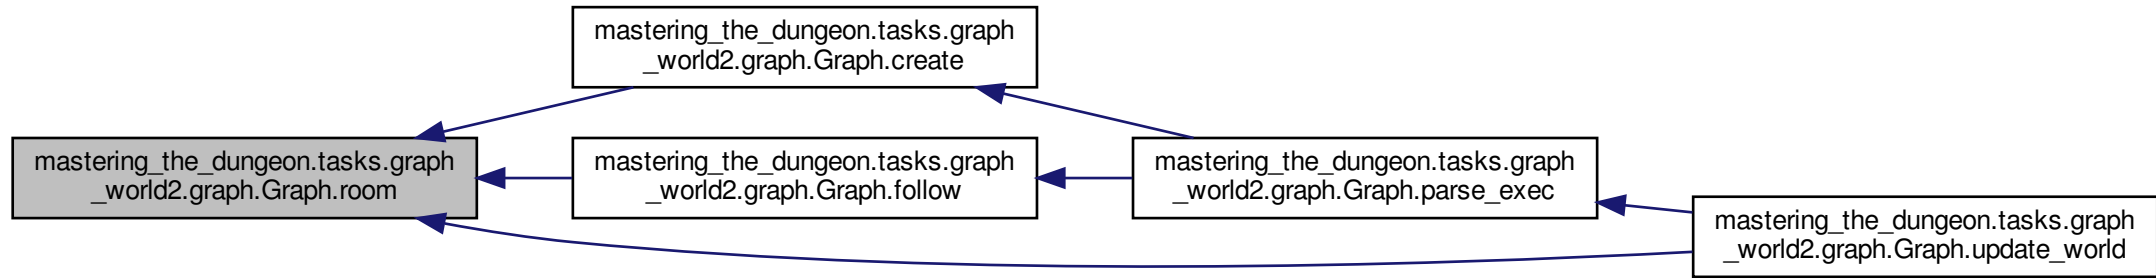 mastering_the_dungeon.tasks.graph
_world2.graph.Graph.create
mastering_the_dungeon.tasks.graph
_world2.graph.Graph.room
mastering_the_dungeon.tasks.graph
_world2.graph.Graph.follow
mastering_the_dungeon.tasks.graph
_world2.graph.Graph.parse_exec
mastering_the_dungeon.tasks.graph
_world2.graph.Graph.update_world